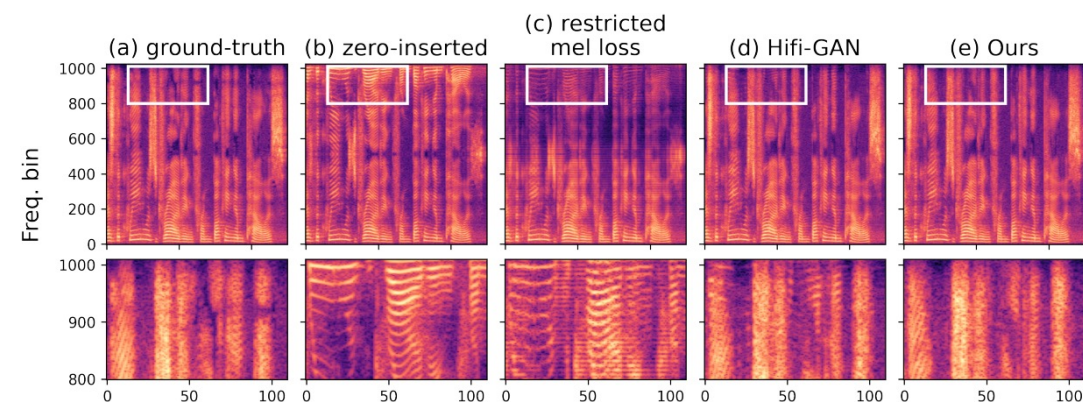 (a) ground-truth
(b) zero-inserted
(c) restricted
mel loss
(d) Hifi-GAN
(e) Ours
Freq. bin
1000
800
600
400
200
0
1000
900
800
0 50 100
0 50 100
0 50 100
0 50 100
0 50 100